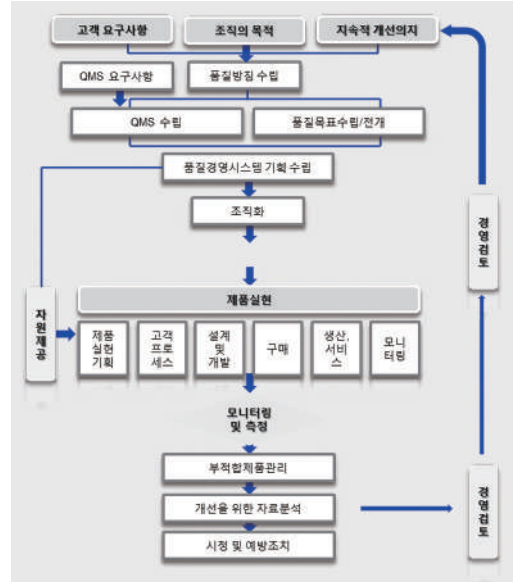 고객 요구사항
조직의 목적
지속적 개선의지
QMS 요구사항
품질방침 수립
QMS 수립
품질목표수립/전개
품질경영시스템 기획 수립
조직화
경영검토
제품실현
자원제공
제품
실현
기획
고객
프로
세스
설계
및
개발
구매
생산,
서비
스
모니
터링
모니터링
및 측정
부적합제품관리
개선을 위한 자료분석
시정 및 예방조치
경영검토